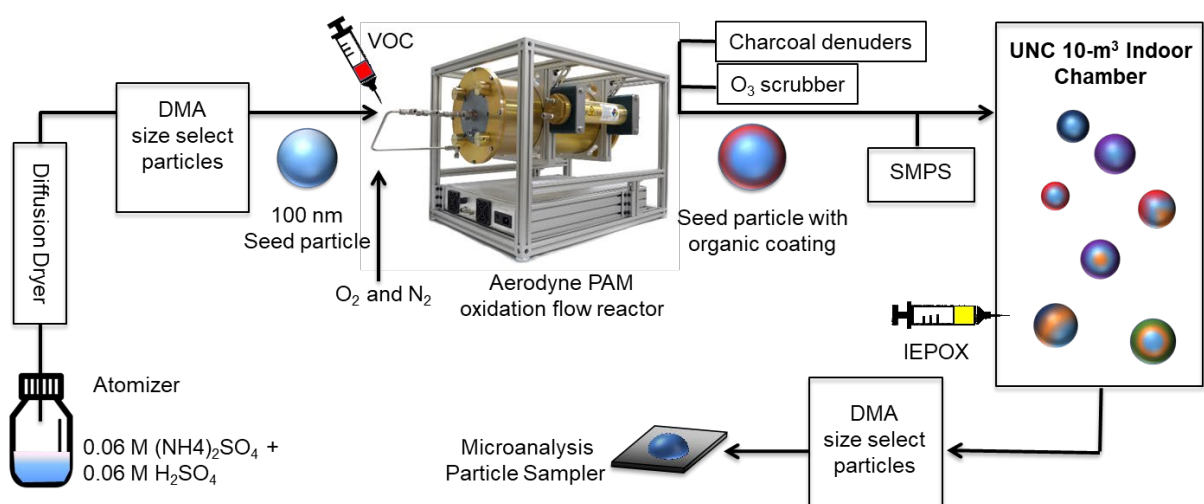 VOC
Charcoal denuders
O₃ scrubber
UNC 10-m³ Indoor
Chamber
DMA
size select
particles
Diffusion Dryer
100 nm
Seed particle
Seed particle with
organic coating
SMPS
O₂ and N₂
Aerodyne PAM
oxidation flow reactor
IEPOX
Atomizer
0.06 M (NH4)₂SO₄ +
0.06 M H₂SO₄
Microanalysis
Particle Sampler
DMA
size select
particles